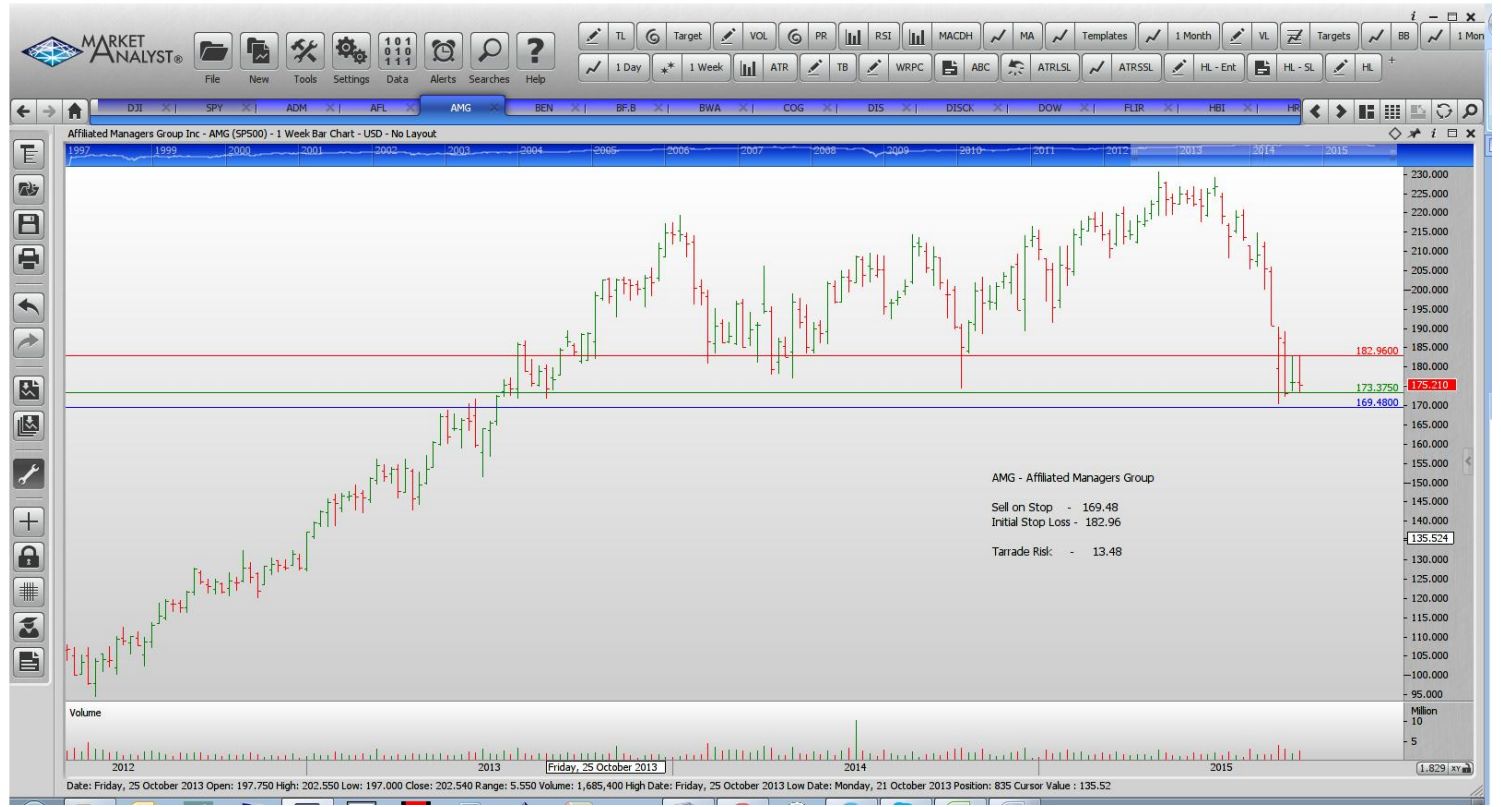 i
MARKET
ANALYST®
File New Tools Settings Data Alerts Searches Help
TL Target VOL PR RSI MACDH MA Templates 1 Month VL Targets BB 1 Mon
1 Day 1 Week ATR TB WRPC ABC ATRLSL ATRSSL HL - Ent HL - SL HL +
DJI SPY ADM AFL AMG BEN BF.B BWA COG DIS DISCK DOW FLIR HBI HR
Affiliated Managers Group Inc - AMG (SP500) - 1 Week Bar Chart - USD - No Layout
1997 1999 2000 2001 2002 2003 2004 2005 2006 2007 2008 2009 2010 2011 2012 2013 2014 2015
230.000
225.000
220.000
215.000
210.000
205.000
200.000
195.000
190.000
185.000
182.9600
180.000
173.3750 175.210
169.4800 170.000
165.000
160.000
155.000
150.000
145.000
140.000
135.524
130.000
125.000
120.000
115.000
110.000
105.000
100.000
95.000
AMG - Affiliated Managers Group
Sell on Stop - 169.48
Initial Stop Loss - 182.96
Tarrade Risk - 13.48
Volume
Million
10
5
2012 2013 Friday, 25 October 2013 2014 2015 1.829 XY
Date: Friday, 25 October 2013 Open: 197.750 High: 202.550 Low: 197.000 Close: 202.540 Range: 5.550 Volume: 1,685,400 High Date: Friday, 25 October 2013 Low Date: Monday, 21 October 2013 Position: 835 Cursor Value : 135.52